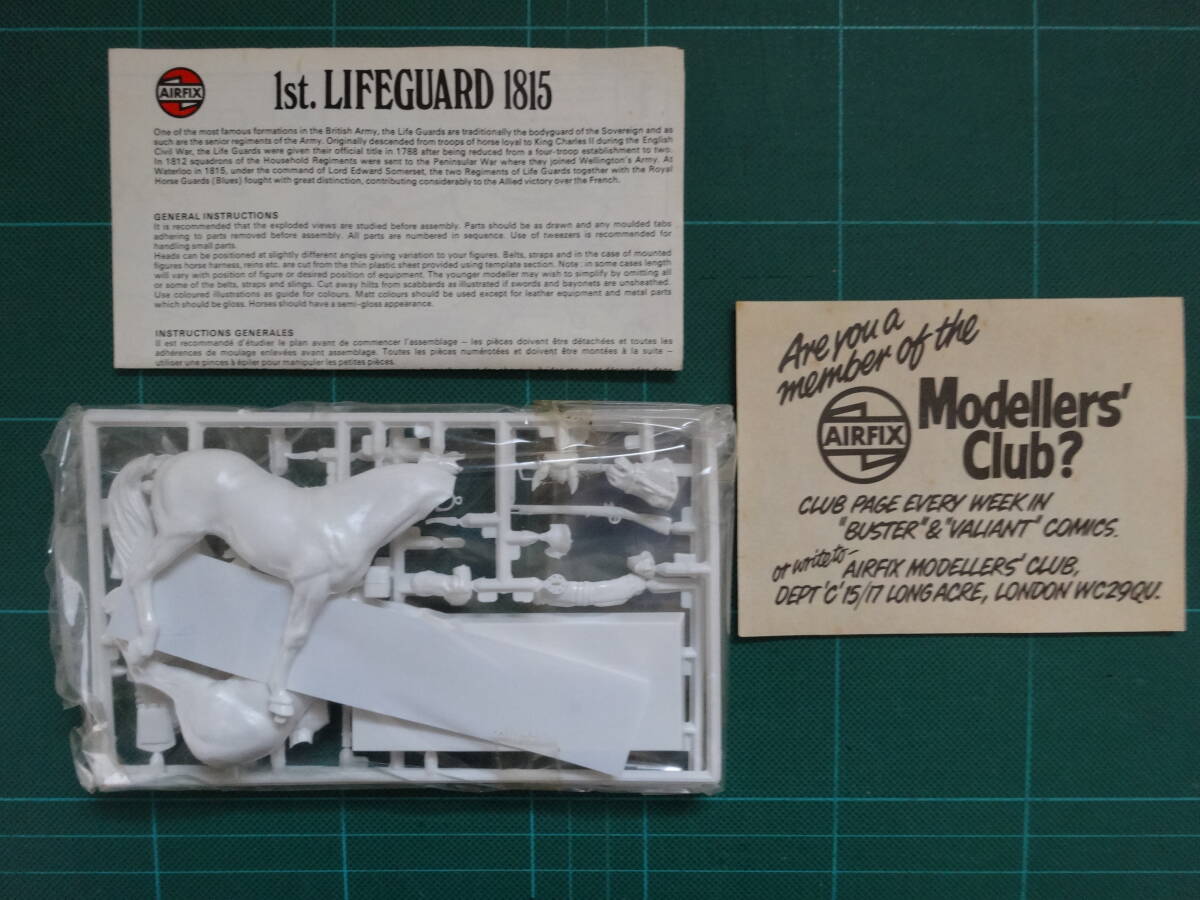 AIRFIX
1st. LIFEGUARD 1815
One of the most famous formations in the British Army, the Life Guards are traditionally the bodyguard of the Sovereign and as
such are the senior regiments of the Army. Originally descended from troops of horse loyal to King Charles II during the English
Civil War, the Life Guards were given their official title in 1788 after being reduced from a four-troop establishment to two.
In 1812 squadrons of the Household Regiments were sent to the Peninsular War where they joined Wellington's Army. At
Waterloo in 1815, under the command of Lord Edward Somerset, the two Regiments of Life Guards together with the Royal
Horse Guards (Blues) fought with great distinction, contributing considerably to the Allied victory over the French.
GENERAL INSTRUCTIONS
It is recommended that the exploded views are studied before assembly. Parts should be as drawn and any moulded tabs
adhering to parts removed before assembly. All parts are numbered in sequence. Use of tweezers is recommended for
handling small parts.
Heads can be positioned at slightly different angles giving variation to your figures. Belts, straps and in the case of mounted
figures horse harness, reins etc. are cut from the thin plastic sheet provided using template section. Note: in some cases length
will vary with position of figure or desired position of equipment. The younger modeller may wish to simplify by omitting all
or some of the belts, straps and slings. Cut away hilts from scabbards as illustrated if swords and bayonets are unsheathed.
Use coloured illustrations as guide for colours. Matt colours should be used except for leather equipment and metal parts
which should be gloss. Horses should have a semi-gloss appearance.
INSTRUCTIONS GENERALES
Il est recommandé d'étudier le plan avant de commencer l'assemblage – les pièces doivent être détachées et toutes les
adhérences de moulage enlevées avant assemblage. Toutes les pièces numérotées et doivent être montées à la suite –
utiliser une pinces à épiler pour manipuler les petites pièces.
Are you a
member of the
AIRFIX
Modellers'
Club?
CLUB PAGE EVERY WEEK IN
"BUSTER" & "VALIANT" COMICS.
or write to-
AIRFIX MODELLERS' CLUB,
DEPT 'C' 15/17 LONG ACRE, LONDON WC2 9QU.